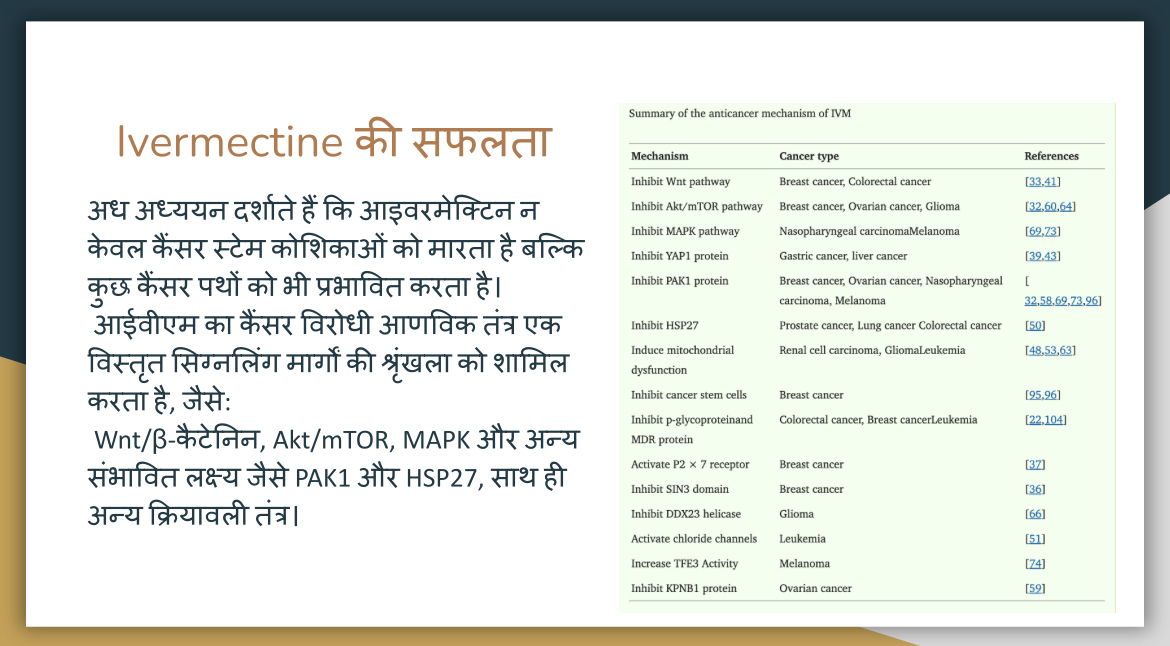 Ivermectine की सफलता
अध अध्ययन दर्शाते हैं कि आइवरमेक्टिन न
केवल कैंसर स्टेम कोशिकाओं को मारता है बल्कि
कुछ कैंसर पथों को भी प्रभावित करता है।
आईवीएम का कैंसर विरोधी आणविक तंत्र एक
विस्तृत सिग्नलिंग मार्गों की श्रृंखला को शामिल
करता है, जैसे:
Wnt/β-कैटेनिन, Akt/mTOR, MAPK और अन्य
संभावित लक्ष्य जैसे PAK1 और HSP27, साथ ही
अन्य क्रियावली तंत्र।
Summary of the anticancer mechanism of IVM
Mechanism Cancer type References
Inhibit Wnt pathway Breast cancer, Colorectal cancer [33,41]
Inhibit Akt/mTOR pathway Breast cancer, Ovarian cancer, Glioma [32,60,64]
Inhibit MAPK pathway Nasopharyngeal carcinomaMelanoma [69,73]
Inhibit YAP1 protein Gastric cancer, liver cancer [39,43]
Inhibit PAK1 protein Breast cancer, Ovarian cancer, Nasopharyngeal [
carcinoma, Melanoma 32,58,69,73,96]
Inhibit HSP27 Prostate cancer, Lung cancer Colorectal cancer [50]
Induce mitochondrial Renal cell carcinoma, GliomaLeukemia [48,53,63]
dysfunction
Inhibit cancer stem cells Breast cancer [95,96]
Inhibit p-glycoproteinand Colorectal cancer, Breast cancerLeukemia [22,104]
MDR protein
Activate P2 × 7 receptor Breast cancer [37]
Inhibit SIN3 domain Breast cancer [36]
Inhibit DDX23 helicase Glioma [66]
Activate chloride channels Leukemia [51]
Increase TFE3 Activity Melanoma [74]
Inhibit KPNB1 protein Ovarian cancer [59]